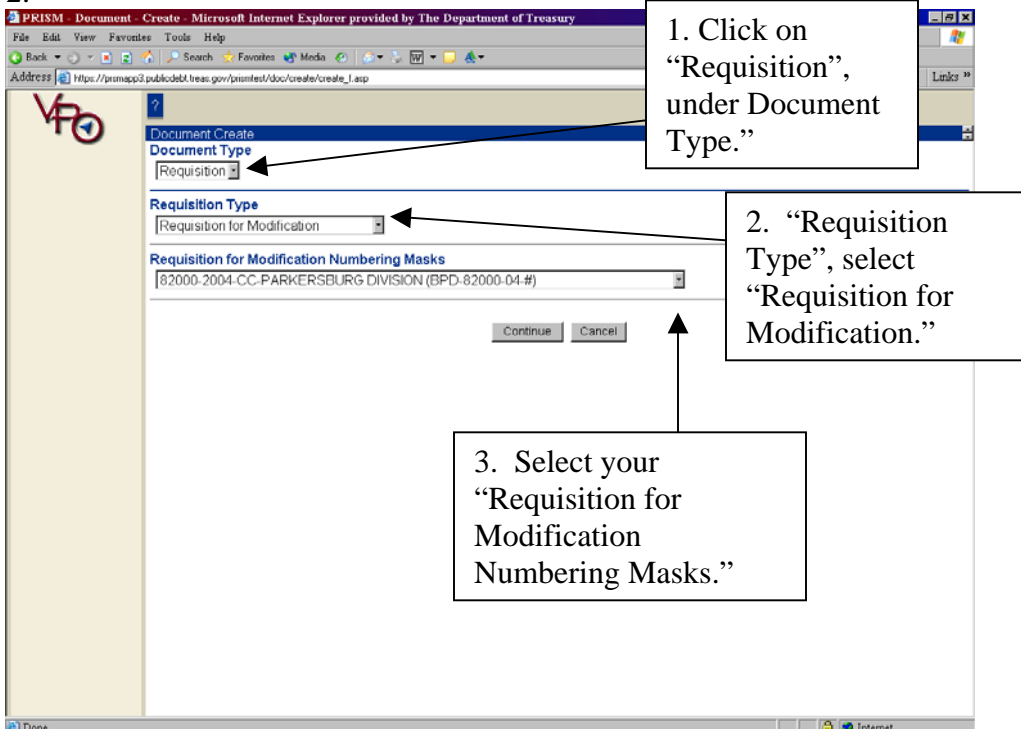 2.
PRISM - Document - Create - Microsoft Internet Explorer provided by The Department of Treasury
File Edit View Favorites Tools Help
Back Search Favorites Media
Address https://prismapp3.publicdebt.treas.gov/prismtest/doc/create/create_f.asp Links »
VPO
?
Document Create
Document Type
Requisition
Requisition Type
Requisition for Modification
Requisition for Modification Numbering Masks
82000-2004-CC-PARKERSBURG DIVISION (BPD-82000-04-#)
Continue Cancel
1. Click on
“Requisition”,
under Document
Type.”
2. “Requisition
Type”, select
“Requisition for
Modification.”
3. Select your
“Requisition for
Modification
Numbering Masks.”
Done Internet